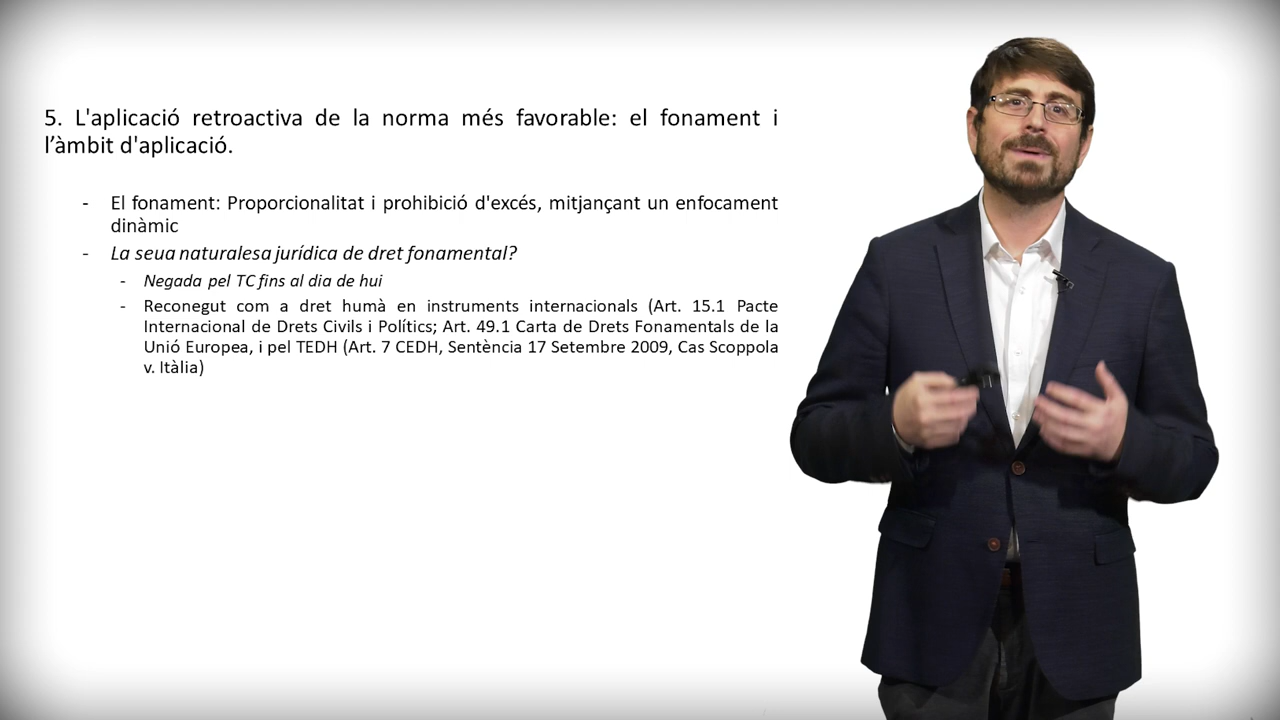 5. L'aplicació retroactiva de la norma més favorable: el fonament i
l’àmbit d'aplicació.
- El fonament: Proporcionalitat i prohibició d'excés, mitjançant un enfocament
dinàmic
- La seua naturalesa jurídica de dret fonamental?
- Negada pel TC fins al dia de hui
- Reconegut com a dret humà en instruments internacionals (Art. 15.1 Pacte
Internacional de Drets Civils i Polítics; Art. 49.1 Carta de Drets Fonamentals de la
Unió Europea, i pel TEDH (Art. 7 CEDH, Sentència 17 Setembre 2009, Cas Scoppola
v. Itàlia)